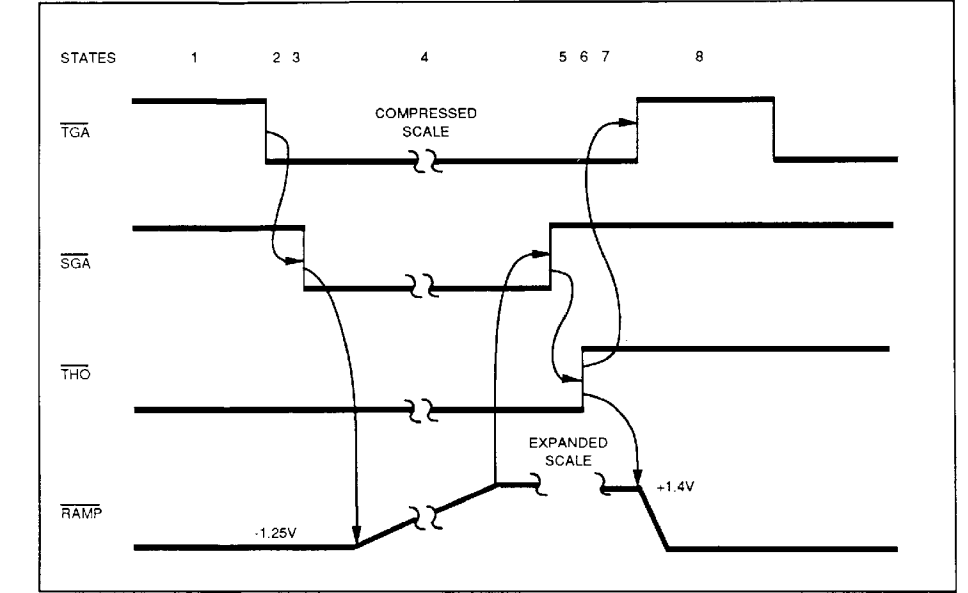 STATES 1 2 3 4 5 6 7 8
COMPRESSED
SCALE
TGA
SGA
THO
EXPANDED
SCALE
+1.4V
RAMP
-1.25V